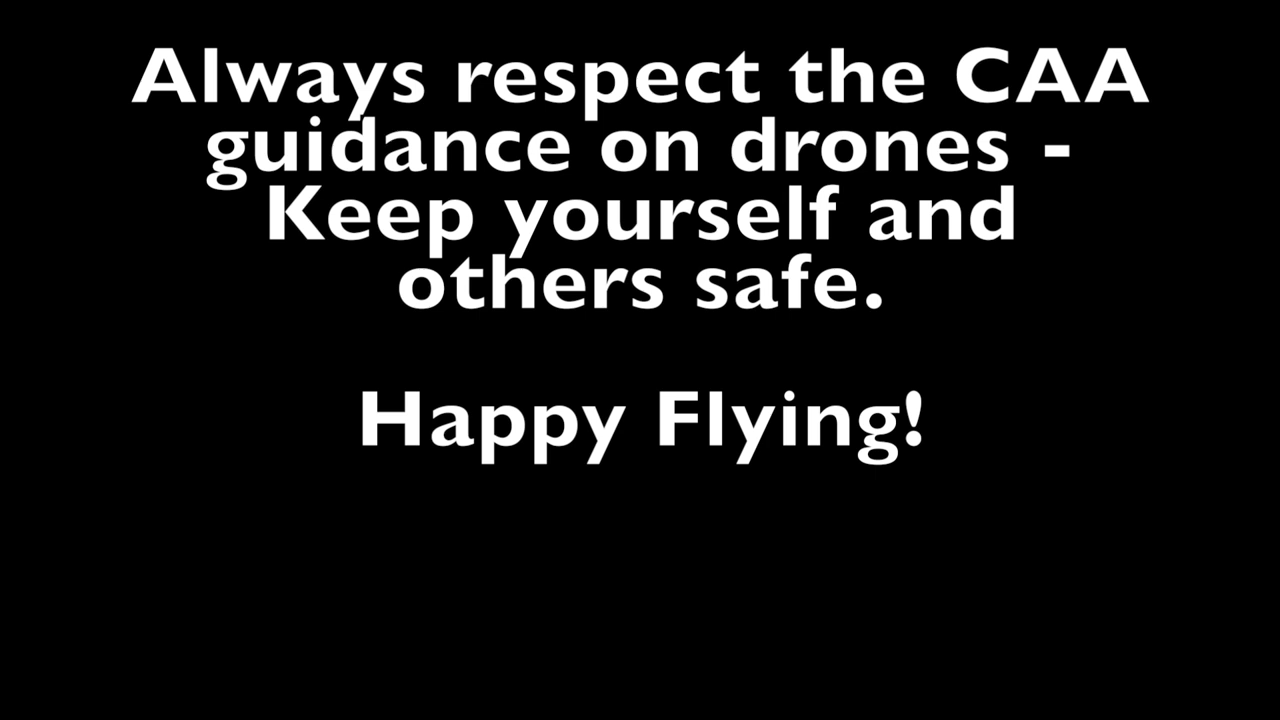 Always respect the CAA
guidance on drones -
Keep yourself and
others safe.
Happy Flying!